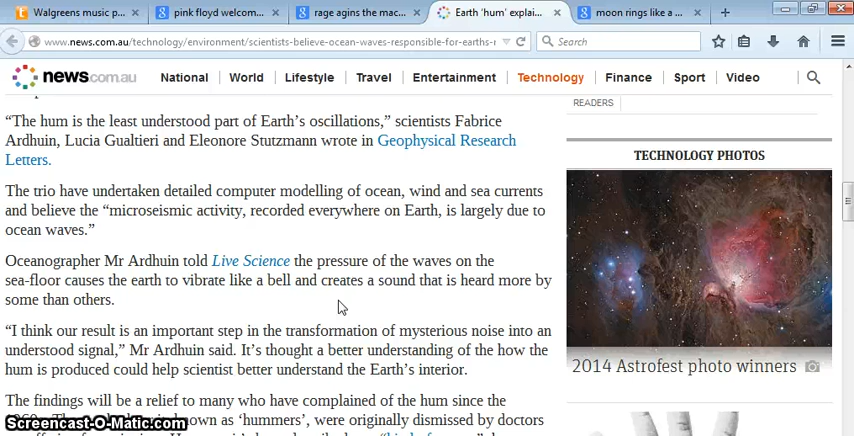 Walgreens music p...
pink floyd welcom...
rage agins the mac...
Earth 'hum' explai...
moon rings like a ...
www.news.com.au/technology/environment/scientists-believe-ocean-waves-responsible-for-earths-
Search
news.com.au
National World Lifestyle Travel Entertainment Technology Finance Sport Video
READERS
“The hum is the least understood part of Earth's oscillations,” scientists Fabrice
Ardhuin, Lucia Gualtieri and Eleonore Stutzmann wrote in Geophysical Research
Letters.
The trio have undertaken detailed computer modelling of ocean, wind and sea currents
and believe the “microseismic activity, recorded everywhere on Earth, is largely due to
ocean waves.”
Oceanographer Mr Ardhuin told Live Science the pressure of the waves on the
sea-floor causes the earth to vibrate like a bell and creates a sound that is heard more by
some than others.
“I think our result is an important step in the transformation of mysterious noise into an
understood signal,” Mr Ardhuin said. It's thought a better understanding of the how the
hum is produced could help scientist better understand the Earth's interior.
The findings will be a relief to many who have complained of the hum since the
known as ‘hummers’, were originally dismissed by doctors
TECHNOLOGY PHOTOS
2014 Astrofest photo winners
Screencast-O-Matic.com